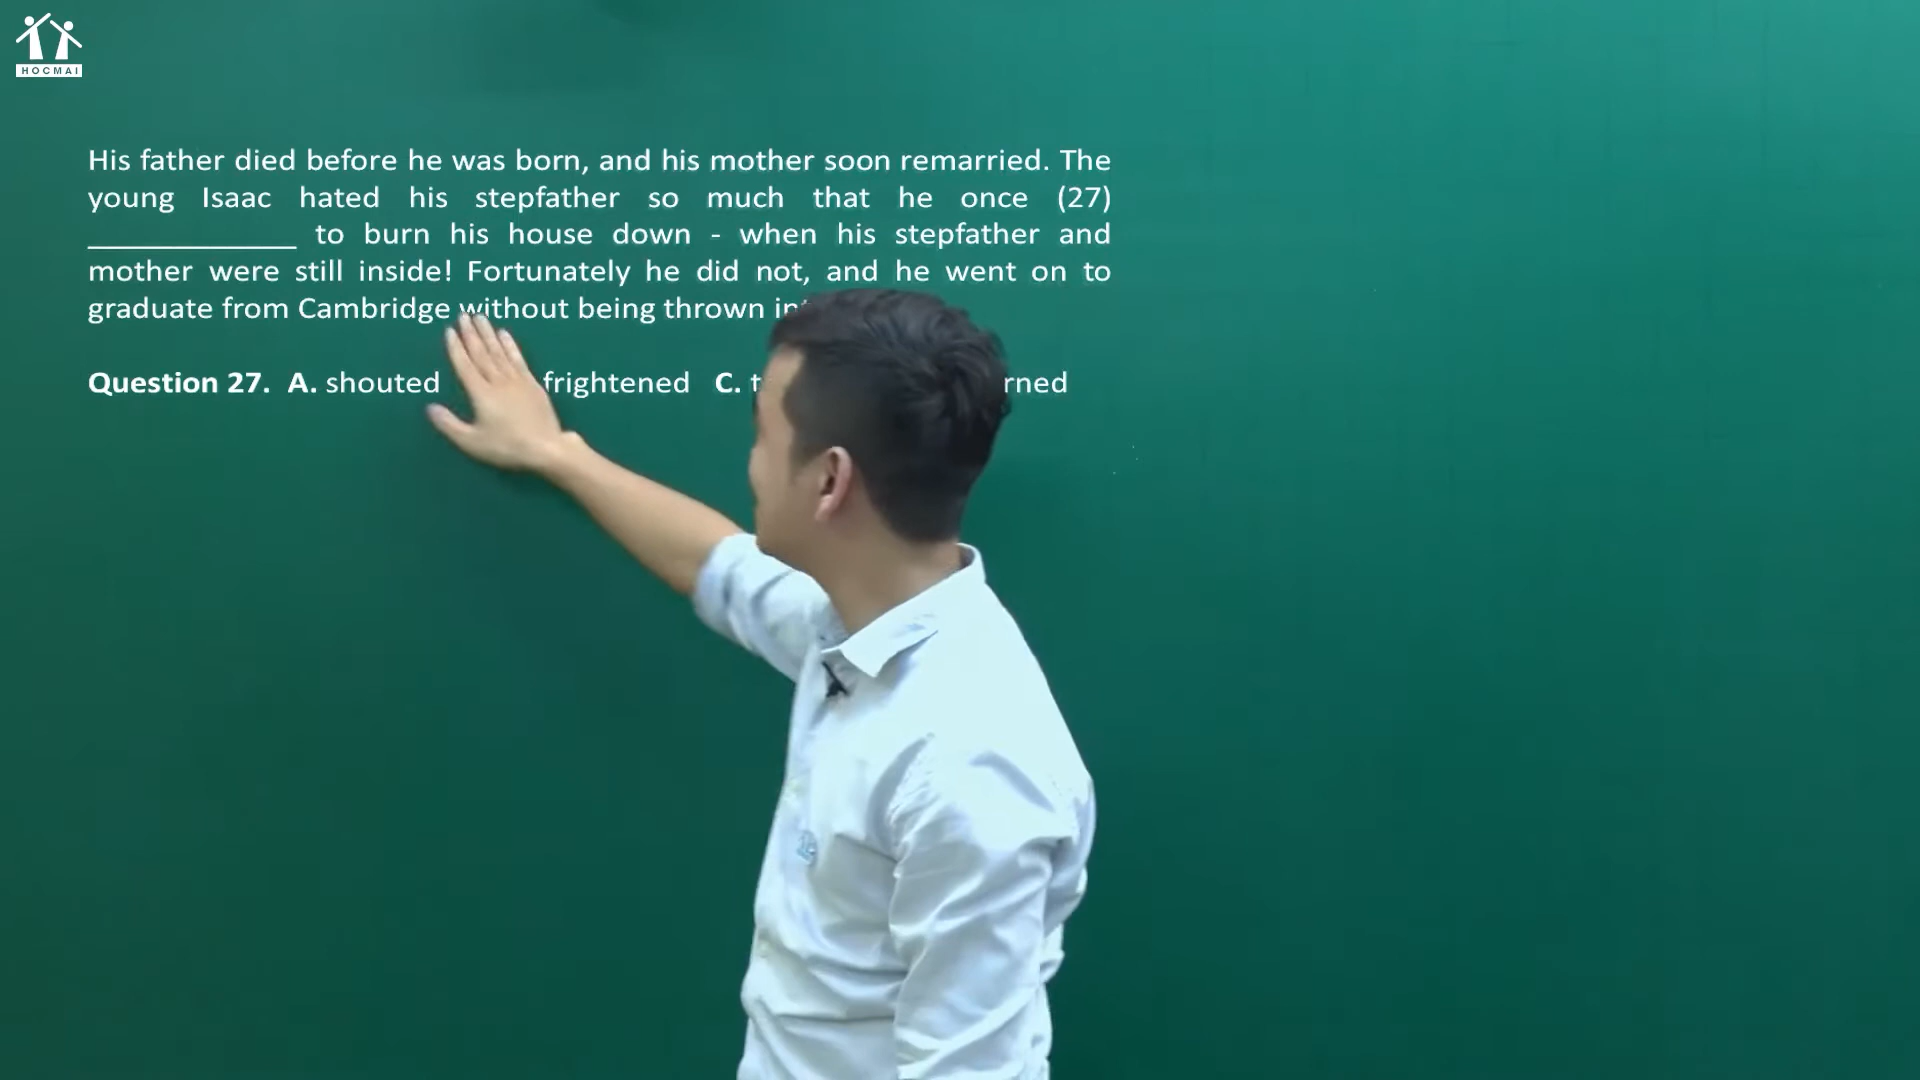 HOCMAI
His father died before he was born, and his mother soon remarried. The
young Isaac hated his stepfather so much that he once (27)
_____________ to burn his house down - when his stepfather and
mother were still inside! Fortunately he did not, and he went on to
graduate from Cambridge without being thrown
Question 27. A. shouted frightened C.